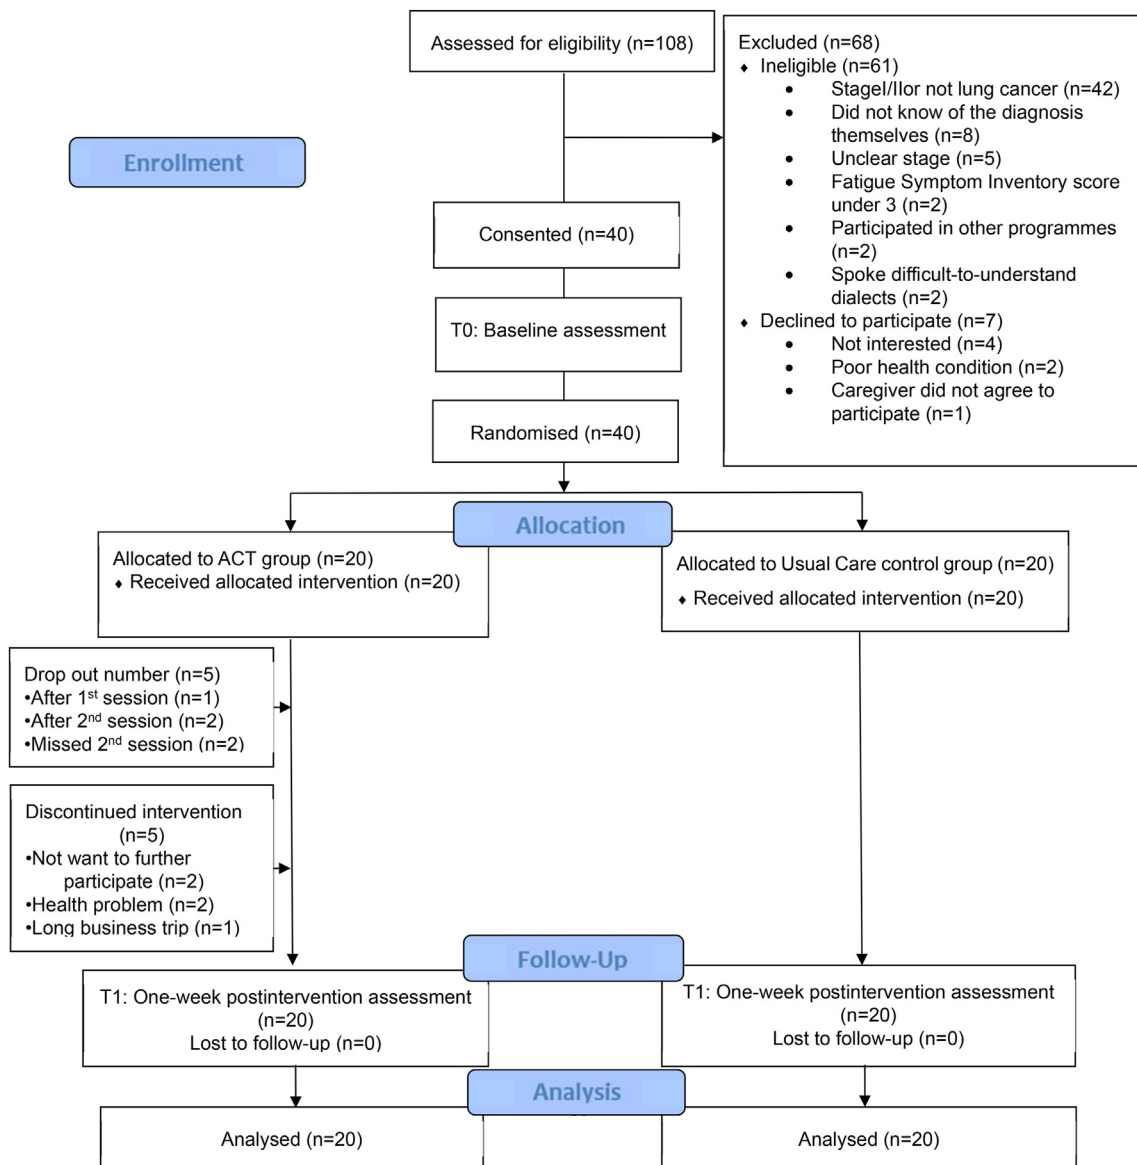 Assessed for eligibility (n=108)
Excluded (n=68)
♦ Ineligible (n=61)
• StageI/IIor not lung cancer (n=42)
• Did not know of the diagnosis
themselves (n=8)
• Unclear stage (n=5)
• Fatigue Symptom Inventory score
under 3 (n=2)
• Participated in other programmes
(n=2)
• Spoke difficult-to-understand
dialects (n=2)
♦ Declined to participate (n=7)
• Not interested (n=4)
• Poor health condition (n=2)
• Caregiver did not agree to
participate (n=1)
Enrollment
Consented (n=40)
T0: Baseline assessment
Randomised (n=40)
Allocation
Allocated to ACT group (n=20)
♦ Received allocated intervention (n=20)
Allocated to Usual Care control group (n=20)
♦ Received allocated intervention (n=20)
Drop out number (n=5)
•After 1st session (n=1)
•After 2nd session (n=2)
•Missed 2nd session (n=2)
Discontinued intervention
(n=5)
•Not want to further
participate (n=2)
•Health problem (n=2)
•Long business trip (n=1)
Follow-Up
T1: One-week postintervention assessment
(n=20)
Lost to follow-up (n=0)
T1: One-week postintervention assessment
(n=20)
Lost to follow-up (n=0)
Analysis
Analysed (n=20)
Analysed (n=20)